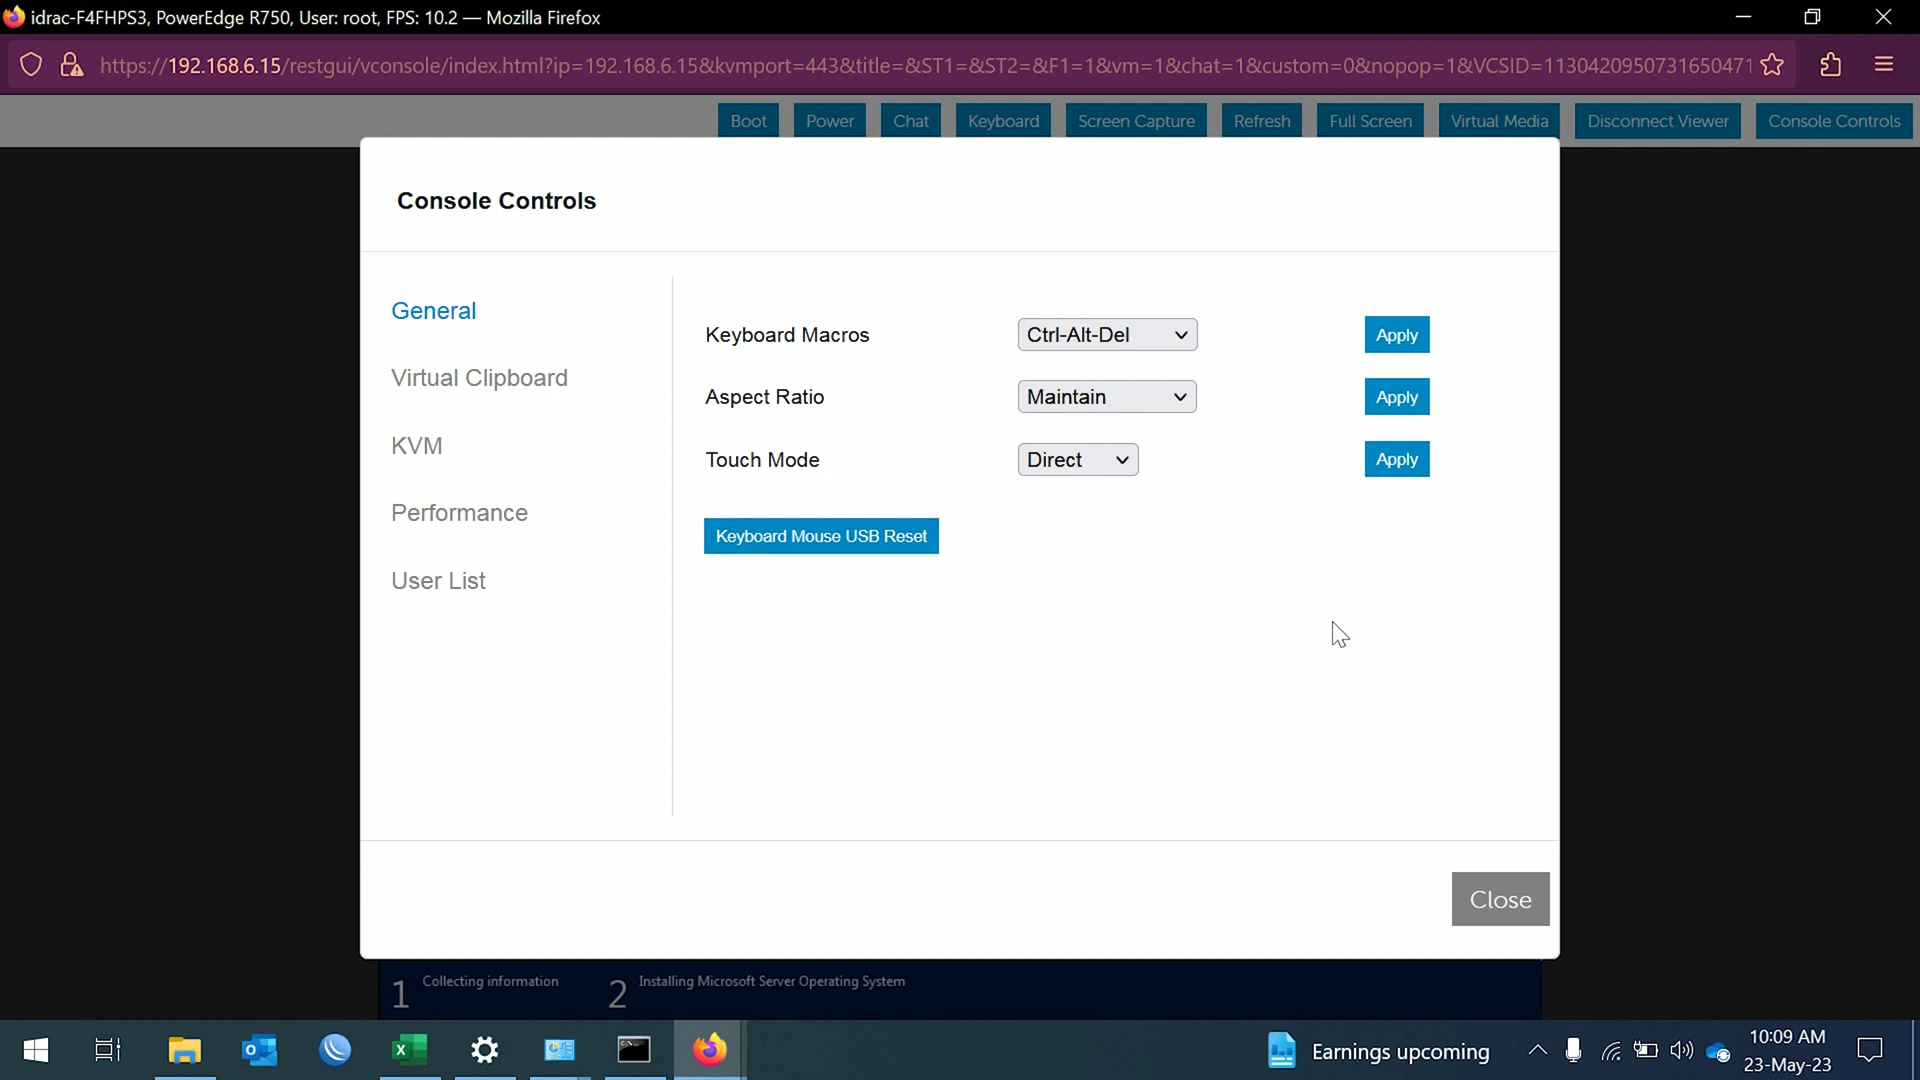 idrac-F4FHPS3, PowerEdge R750, User: root, FPS: 10.2 — Mozilla Firefox
https://192.168.6.15/restgui/vconsole/index.html?ip=192.168.6.15&kvmport=443&title=&ST1=&ST2=&F1=1&vm=1&chat=1&custom=0&nopop=1&VCSID=1130420950731650471
Boot Power Chat Keyboard Screen Capture Refresh Full Screen Virtual Media Disconnect Viewer Console Controls
Console Controls
General
Virtual Clipboard
KVM
Performance
User List
Keyboard Macros Ctrl-Alt-Del Apply
Aspect Ratio Maintain Apply
Touch Mode Direct Apply
Keyboard Mouse USB Reset
Close
1 Collecting information 2 Installing Microsoft Server Operating System
Earnings upcoming
10:09 AM
23-May-23